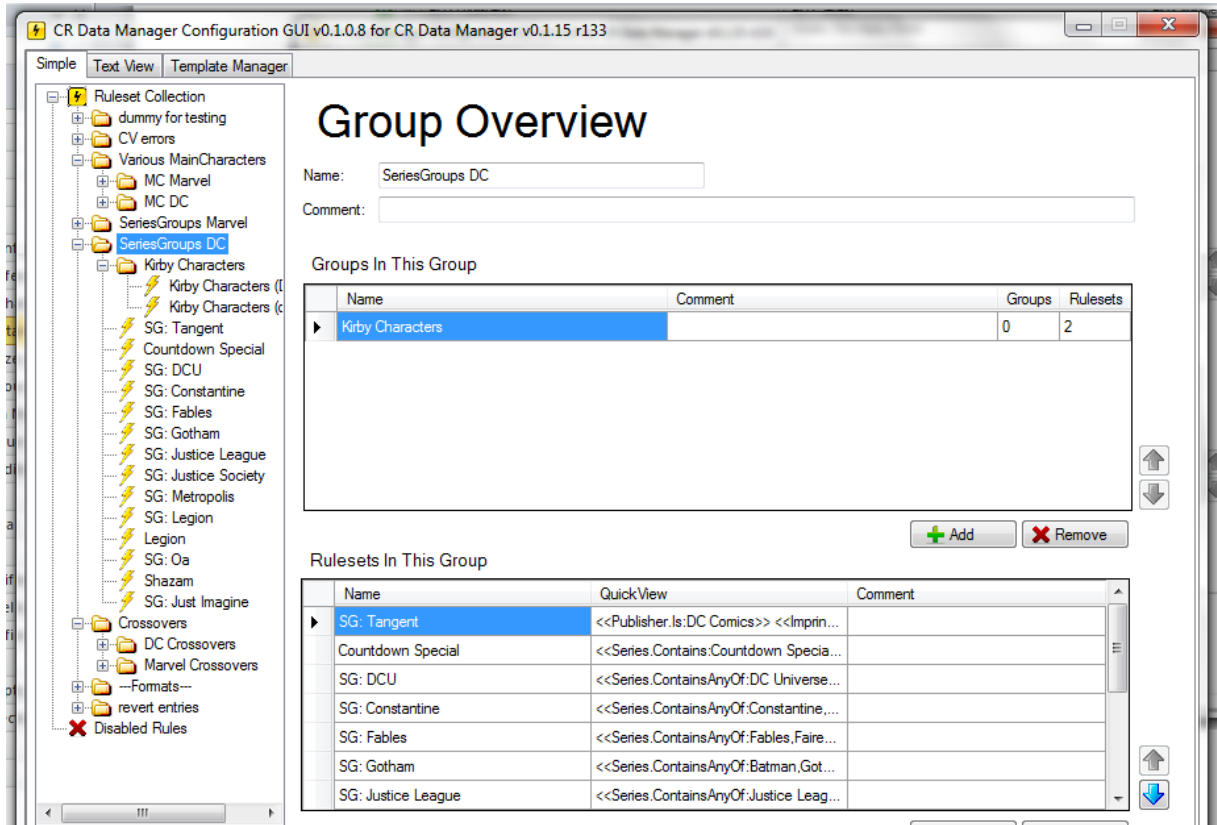 CR Data Manager Configuration GUI v0.1.0.8 for CR Data Manager v0.1.15 r133
Simple Text View Template Manager
Ruleset Collection
dummy for testing
CV errors
Various MainCharacters
MC Marvel
MC DC
SeriesGroups Marvel
SeriesGroups DC
Kirby Characters
Kirby Characters (
Kirby Characters (c
SG: Tangent
Countdown Special
SG: DCU
SG: Constantine
SG: Fables
SG: Gotham
SG: Justice League
SG: Justice Society
SG: Metropolis
SG: Legion
Legion
SG: Oa
Shazam
SG: Just Imagine
Crossovers
DC Crossovers
Marvel Crossovers
---Formats---
revert entries
Disabled Rules
Group Overview
Name: SeriesGroups DC
Comment:
Groups In This Group
Name Comment Groups Rulesets
Kirby Characters 0 2
Add Remove
Rulesets In This Group
Name QuickView Comment
SG: Tangent <<Publisher.Is:DC Comics>> <<Imprin...
Countdown Special <<Series.Contains:Countdown Specia...
SG: DCU <<Series.ContainsAnyOf:DC Universe...
SG: Constantine <<Series.ContainsAnyOf:Constantine,...
SG: Fables <<Series.ContainsAnyOf:Fables,Faire...
SG: Gotham <<Series.ContainsAnyOf:Batman,Got...
SG: Justice League <<Series.ContainsAnyOf:Justice Leag...